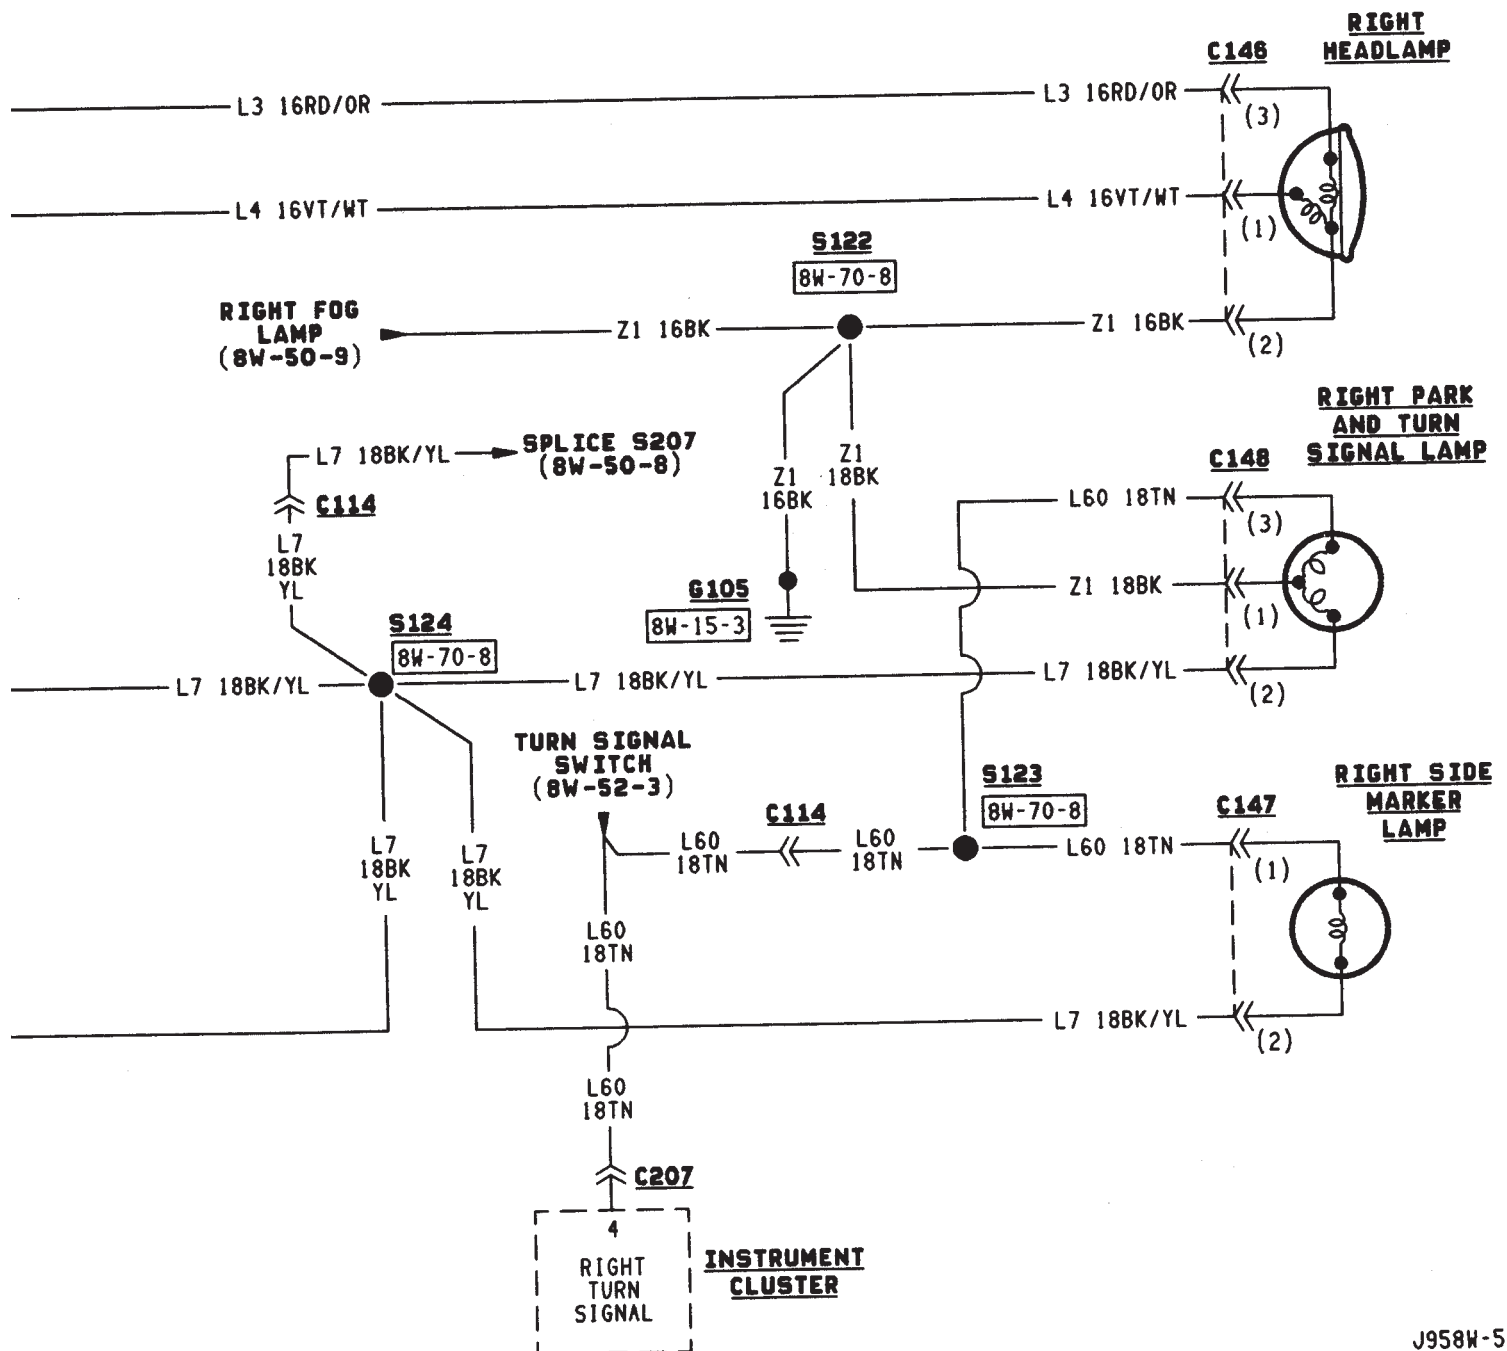 RIGHT
HEADLAMP
C146
L3 16RD/OR
L3 16RD/OR
(3)
L4 16VT/WT
L4 16VT/WT
(1)
S122
8W-70-8
RIGHT FOG
LAMP
(8W-50-9)
Z1 16BK
Z1 16BK
(2)
RIGHT PARK
AND TURN
SIGNAL LAMP
C148
L7 18BK/YL
SPLICE S207
(8W-50-8)
Z1
16BK
Z1
18BK
C114
L60 18TN
(3)
L7
18BK
YL
G105
8W-15-3
Z1 18BK
(1)
S124
8W-70-8
L7 18BK/YL
L7 18BK/YL
L7 18BK/YL
(2)
TURN SIGNAL
SWITCH
(8W-52-3)
S123
8W-70-8
RIGHT SIDE
MARKER
LAMP
C147
C114
L60
18TN
L60
18TN
L60 18TN
(1)
L7
18BK
YL
L7
18BK
YL
L60
18TN
L7 18BK/YL
(2)
L60
18TN
C207
4
RIGHT
TURN
SIGNAL
INSTRUMENT
CLUSTER
J958W-5